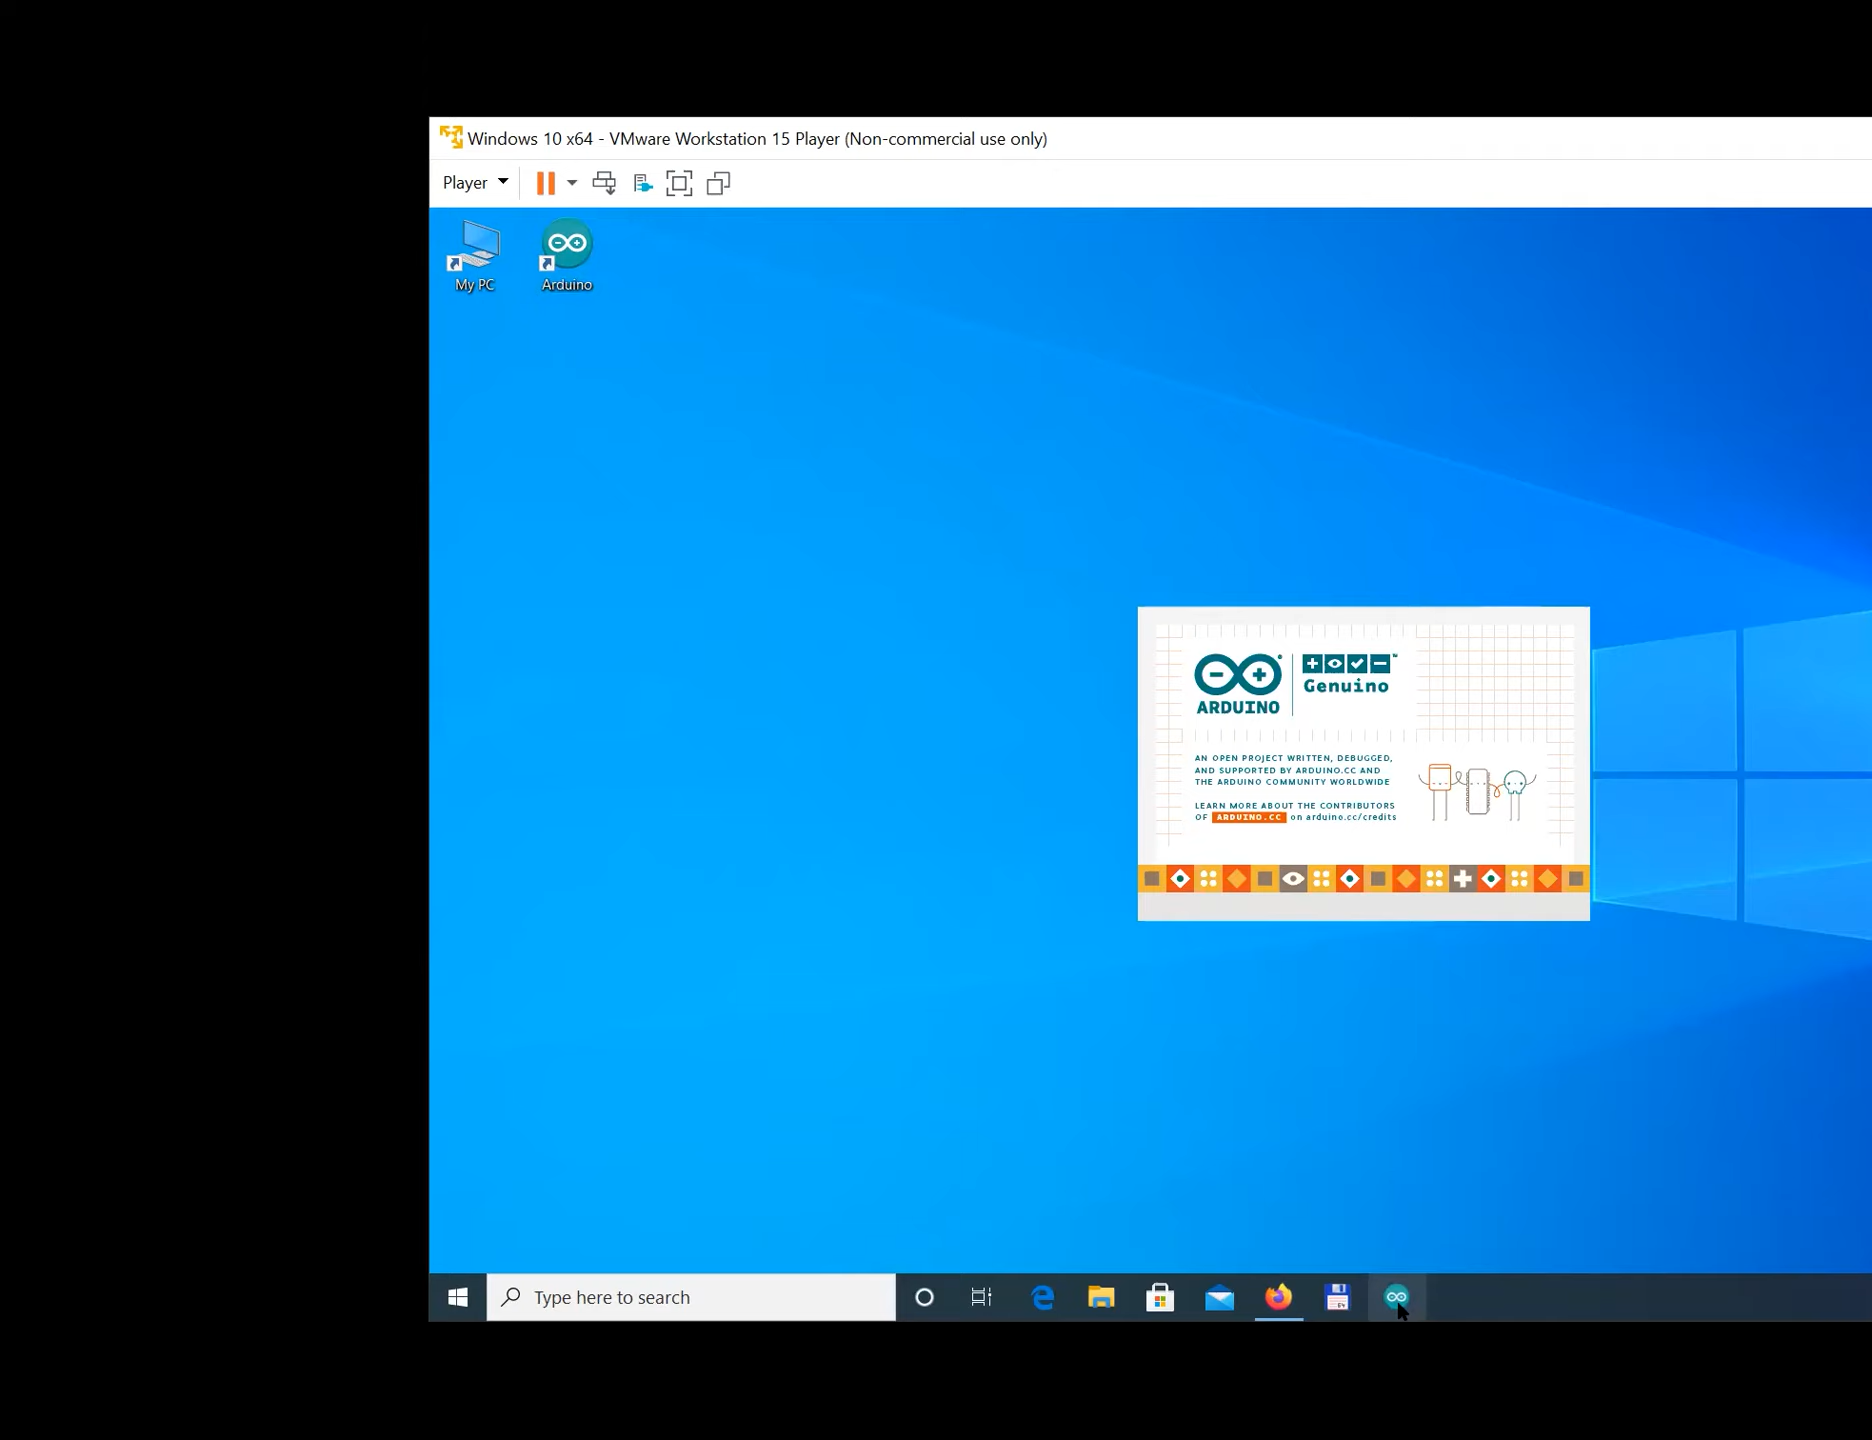 Windows 10 x64 - VMware Workstation 15 Player (Non-commercial use only)
Player
My PC
Arduino
ARDUINO
Genuino
AN OPEN PROJECT WRITTEN, DEBUGGED,
AND SUPPORTED BY ARDUINO.CC AND
THE ARDUINO COMMUNITY WORLDWIDE
LEARN MORE ABOUT THE CONTRIBUTORS
OF ARDUINO.CC on arduino.cc/credits
Type here to search